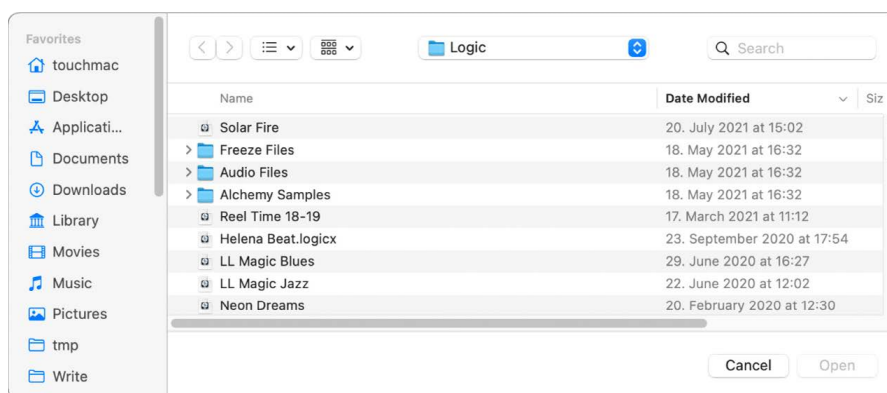 Favorites
touchmac
Desktop
Applicati...
Documents
Downloads
Library
Movies
Music
Pictures
tmp
Write
Logic
Search
Name Date Modified Siz
Solar Fire 20. July 2021 at 15:02
Freeze Files 18. May 2021 at 16:32
Audio Files 18. May 2021 at 16:32
Alchemy Samples 18. May 2021 at 16:32
Reel Time 18-19 17. March 2021 at 11:12
Helena Beat.logicx 23. September 2020 at 17:54
LL Magic Blues 29. June 2020 at 16:27
LL Magic Jazz 22. June 2020 at 12:02
Neon Dreams 20. February 2020 at 12:30
Cancel Open